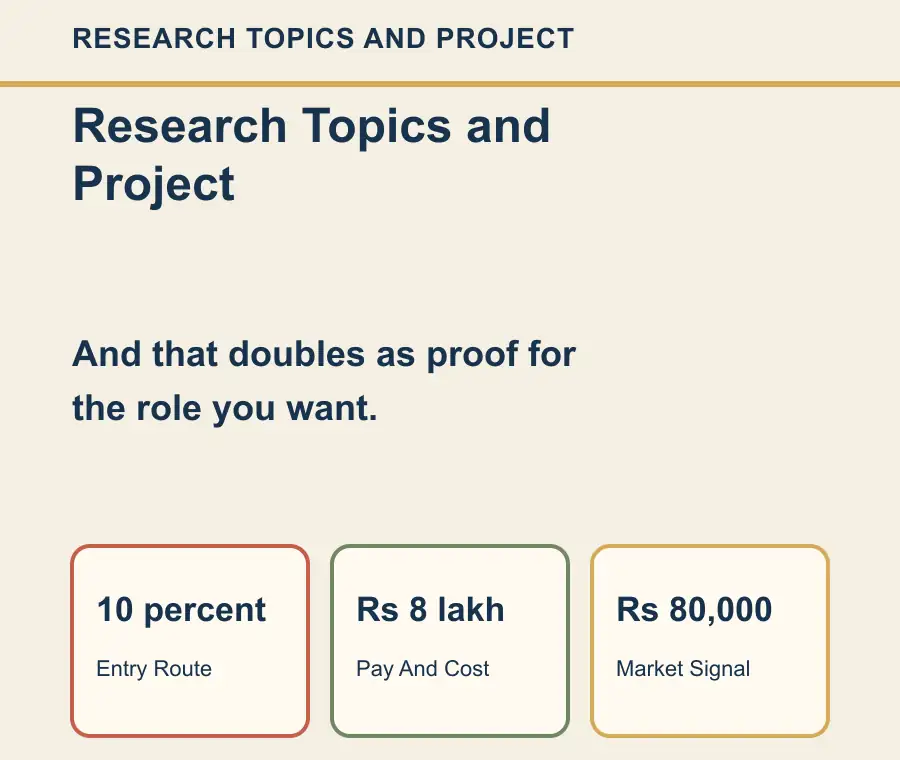 RESEARCH TOPICS AND PROJECT
Research Topics and
Project
And that doubles as proof for
the role you want.
10 percent
Entry Route
Rs 8 lakh
Pay And Cost
Rs 80,000
Market Signal